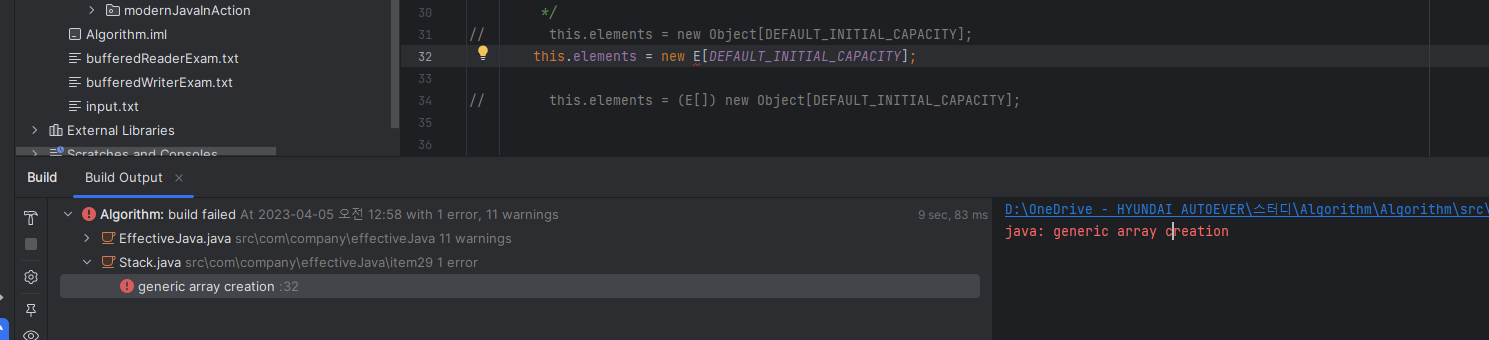 modernJavaInAction
Algorithm.iml
bufferedReaderExam.txt
bufferedWriterExam.txt
input.txt
External Libraries
Scratches and Consoles
30 */
31 // this.elements = new Object[DEFAULT_INITIAL_CAPACITY];
32 this.elements = new E[DEFAULT_INITIAL_CAPACITY];
33
34 // this.elements = (E[]) new Object[DEFAULT_INITIAL_CAPACITY];
35
36
Build Build Output ×
Algorithm: build failed At 2023-04-05 오전 12:58 with 1 error, 11 warnings 9 sec, 83 ms
EffectiveJava.java src\com\company\effectiveJava 11 warnings
Stack.java src\com\company\effectiveJava\item29 1 error
generic array creation :32
D:\OneDrive - HYUNDAI AUTOEVER\스터디\Algorithm\Algorithm\src\
java: generic array creation